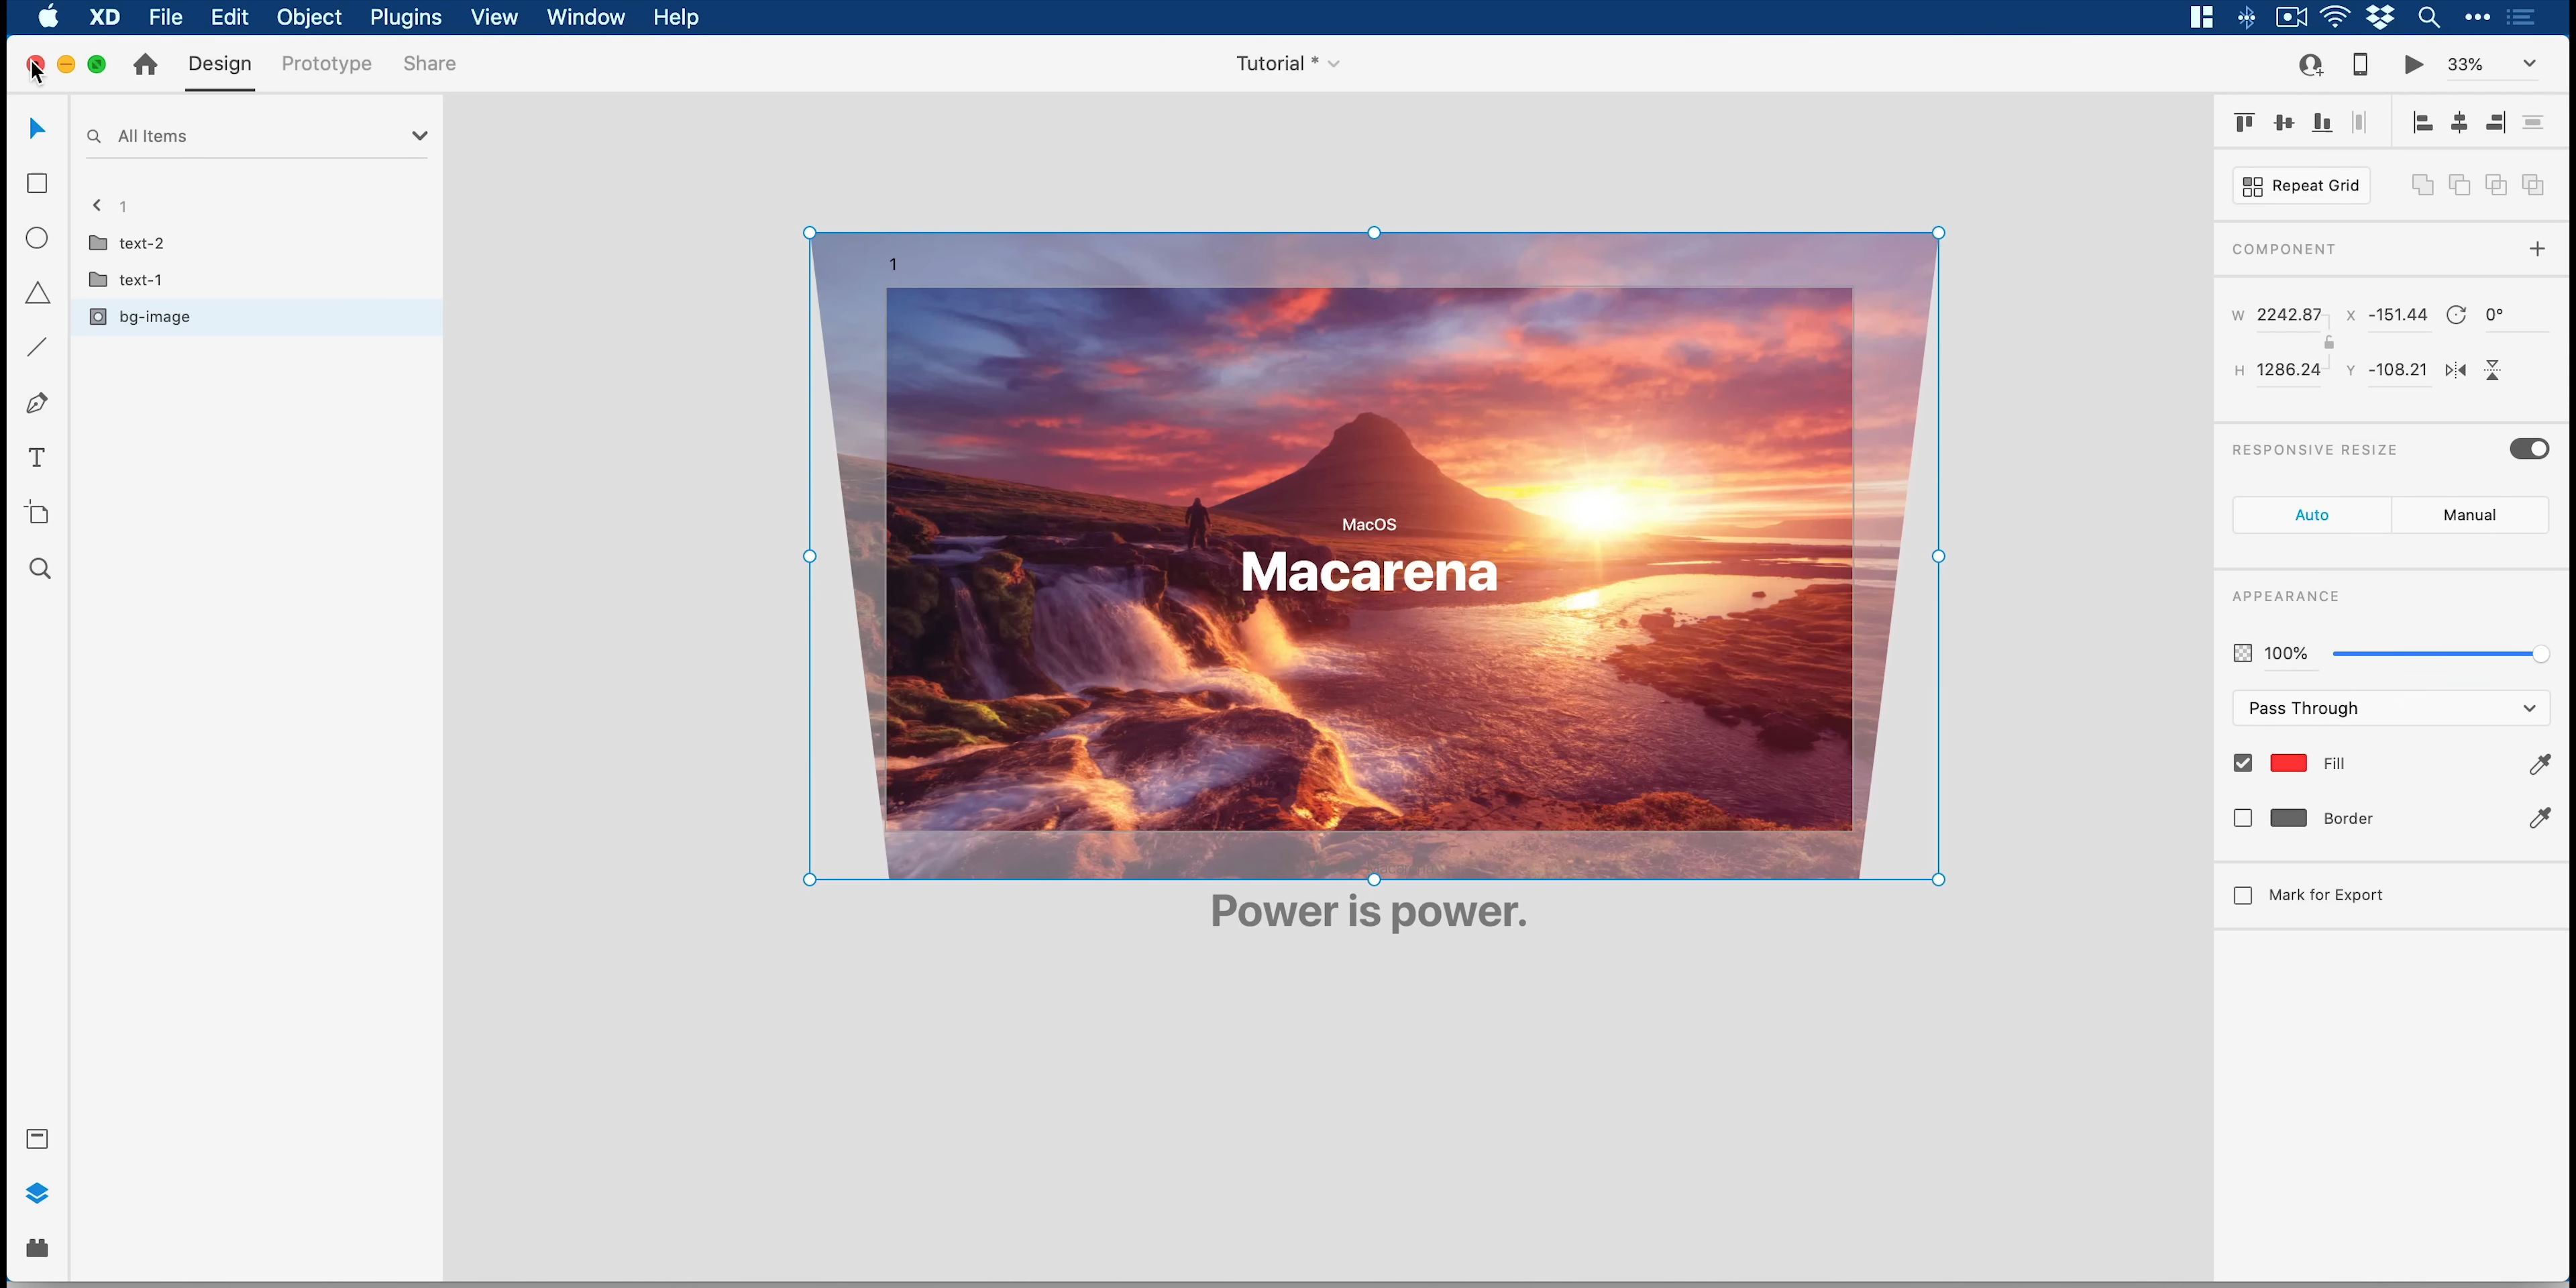 XD File Edit Object Plugins View Window Help
Design Prototype Share
Tutorial *
33%
All Items
1
text-2
text-1
bg-image
1
MacOS
Macarena
Power is power.
Repeat Grid
COMPONENT
W 2242.87 X -151.44 0°
H 1286.24 Y -108.21
RESPONSIVE RESIZE
Auto Manual
APPEARANCE
100%
Pass Through
Fill
Border
Mark for Export